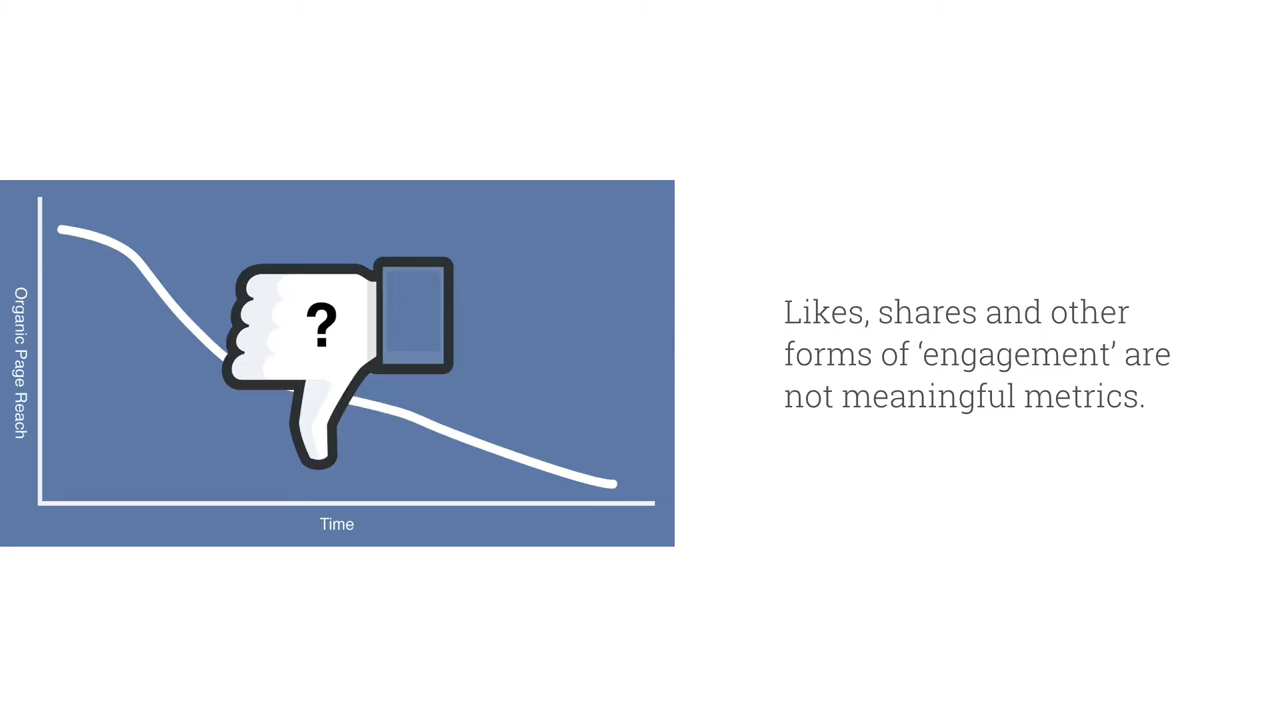 Organic Page Reach
?
Time
Likes, shares and other
forms of ‘engagement’ are
not meaningful metrics.